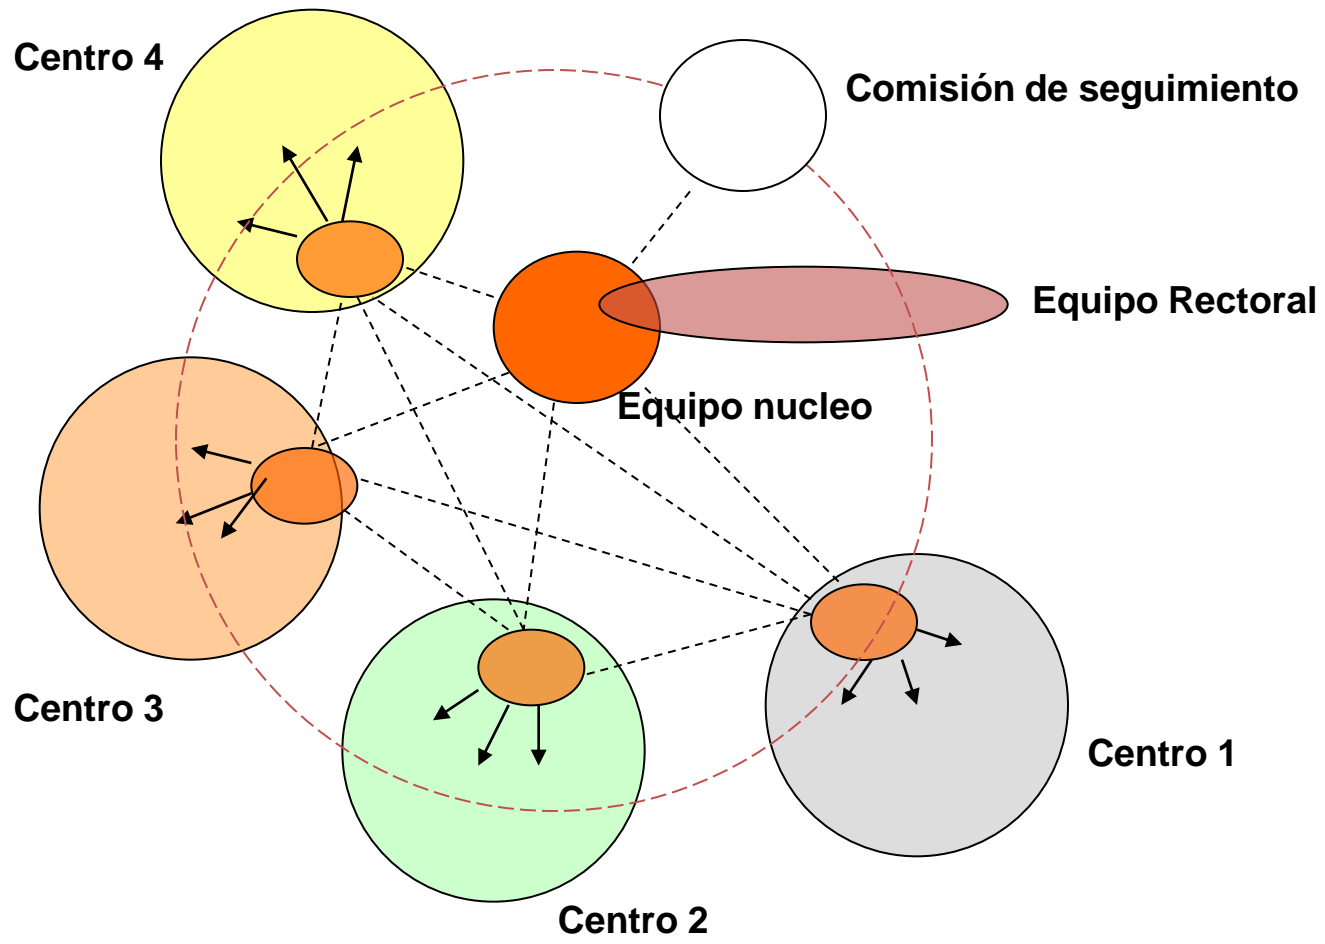 Centro 4
Comisión de seguimiento
Equipo Rectoral
Equipo nucleo
Centro 3
Centro 1
Centro 2